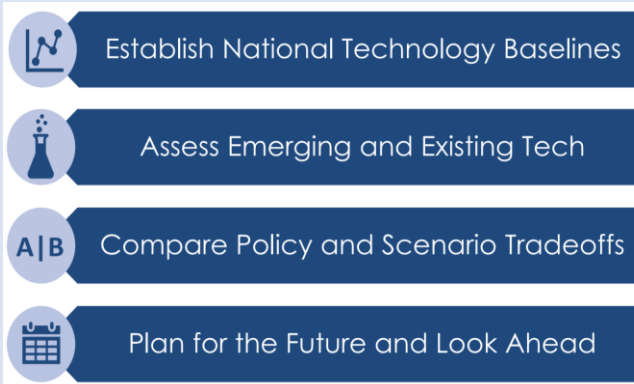 Establish National Technology Baselines
Assess Emerging and Existing Tech
A|B
Compare Policy and Scenario Tradeoffs
Plan for the Future and Look Ahead